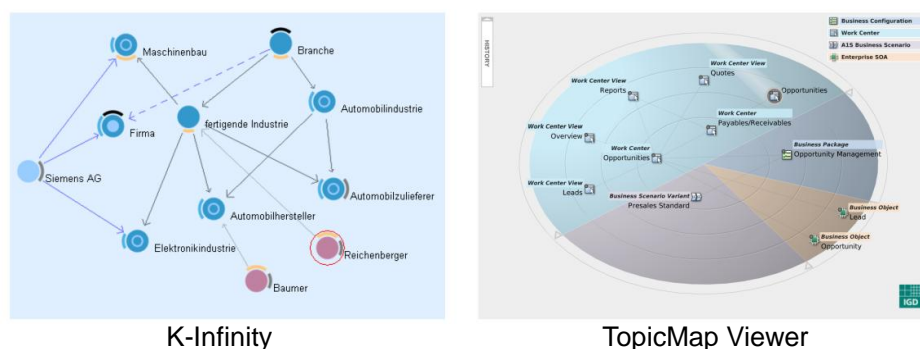 Maschinenbau
Branche
Automobilindustrie
Firma
fertigende Industrie
Siemens AG
Automobilzulieferer
Automobilhersteller
Elektronikindustrie
Reichenberger
Baumer
K-Infinity
HISTORY
Business Configuration
Work Center
A1S Business Scenario
Enterprise SOA
Work Center View
Quotes
Work Center View
Reports
Opportunities
Work Center
Payables/Receivables
Work Center View
Overview
Work Center
Opportunities
Business Package
Opportunity Management
Work Center View
Leads
Business Scenario Variant
Presales Standard
Business Object
Lead
Business Object
Opportunity
IGD
TopicMap Viewer